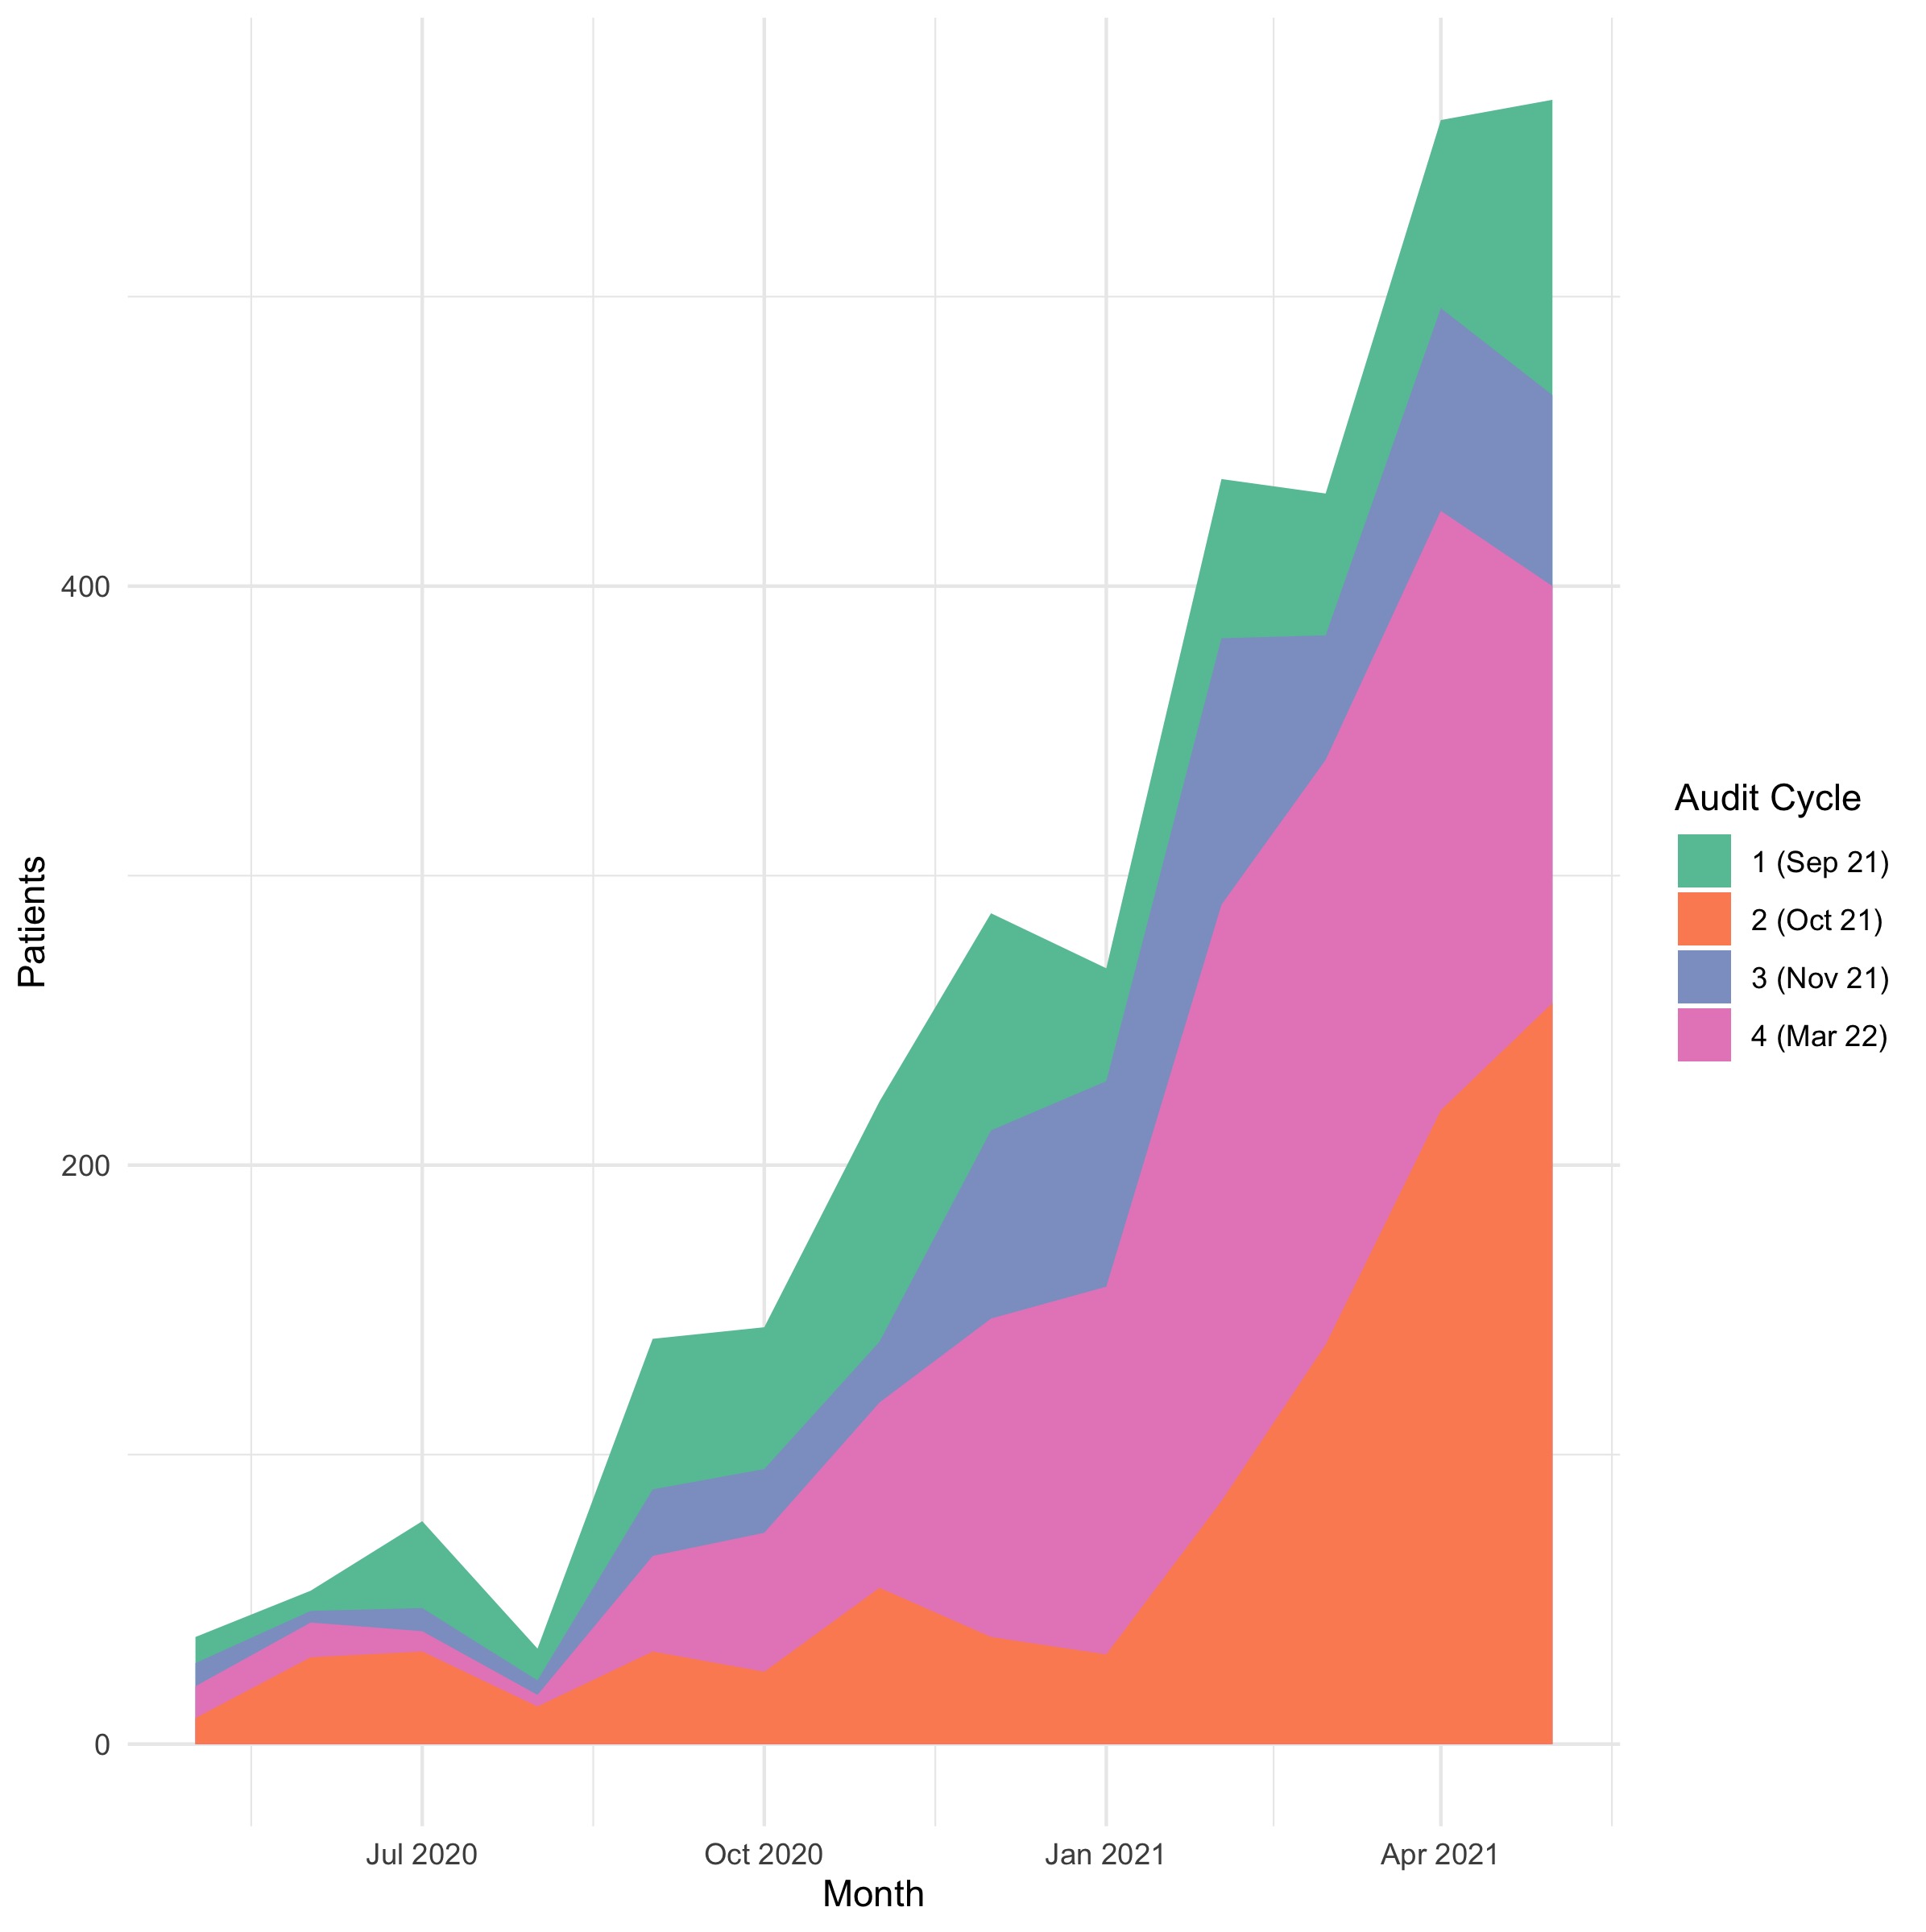 Patients
400
200
0
Jul 2020
Oct 2020
Jan 2021
Apr 2021
Month
Audit Cycle
1 (Sep 21)
2 (Oct 21)
3 (Nov 21)
4 (Mar 22)